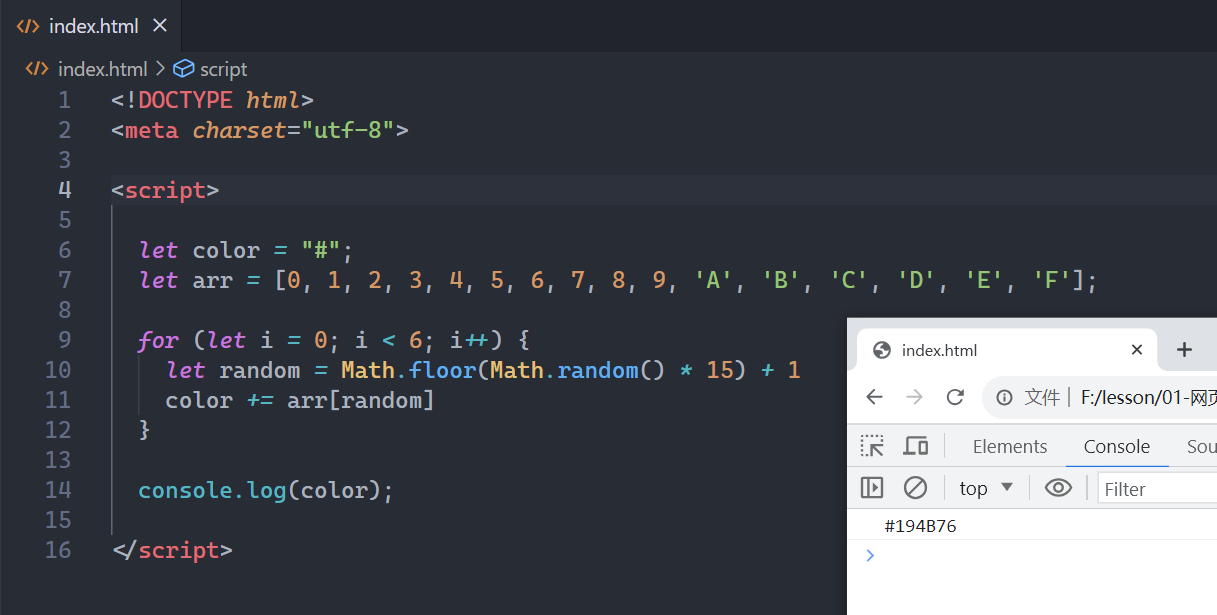 index.html
index.html > script
1 <!DOCTYPE html>
2 <meta charset="utf-8">
3
4 <script>
5
6 let color = "#";
7 let arr = [0, 1, 2, 3, 4, 5, 6, 7, 8, 9, 'A', 'B', 'C', 'D', 'E', 'F'];
8
9 for (let i = 0; i < 6; i++) {
10 let random = Math.floor(Math.random() * 15) + 1
11 color += arr[random]
12 }
13
14 console.log(color);
15
16 </script>
index.html
文件 | F:/lesson/01-网页
Elements Console Sou
top Filter
#194B76